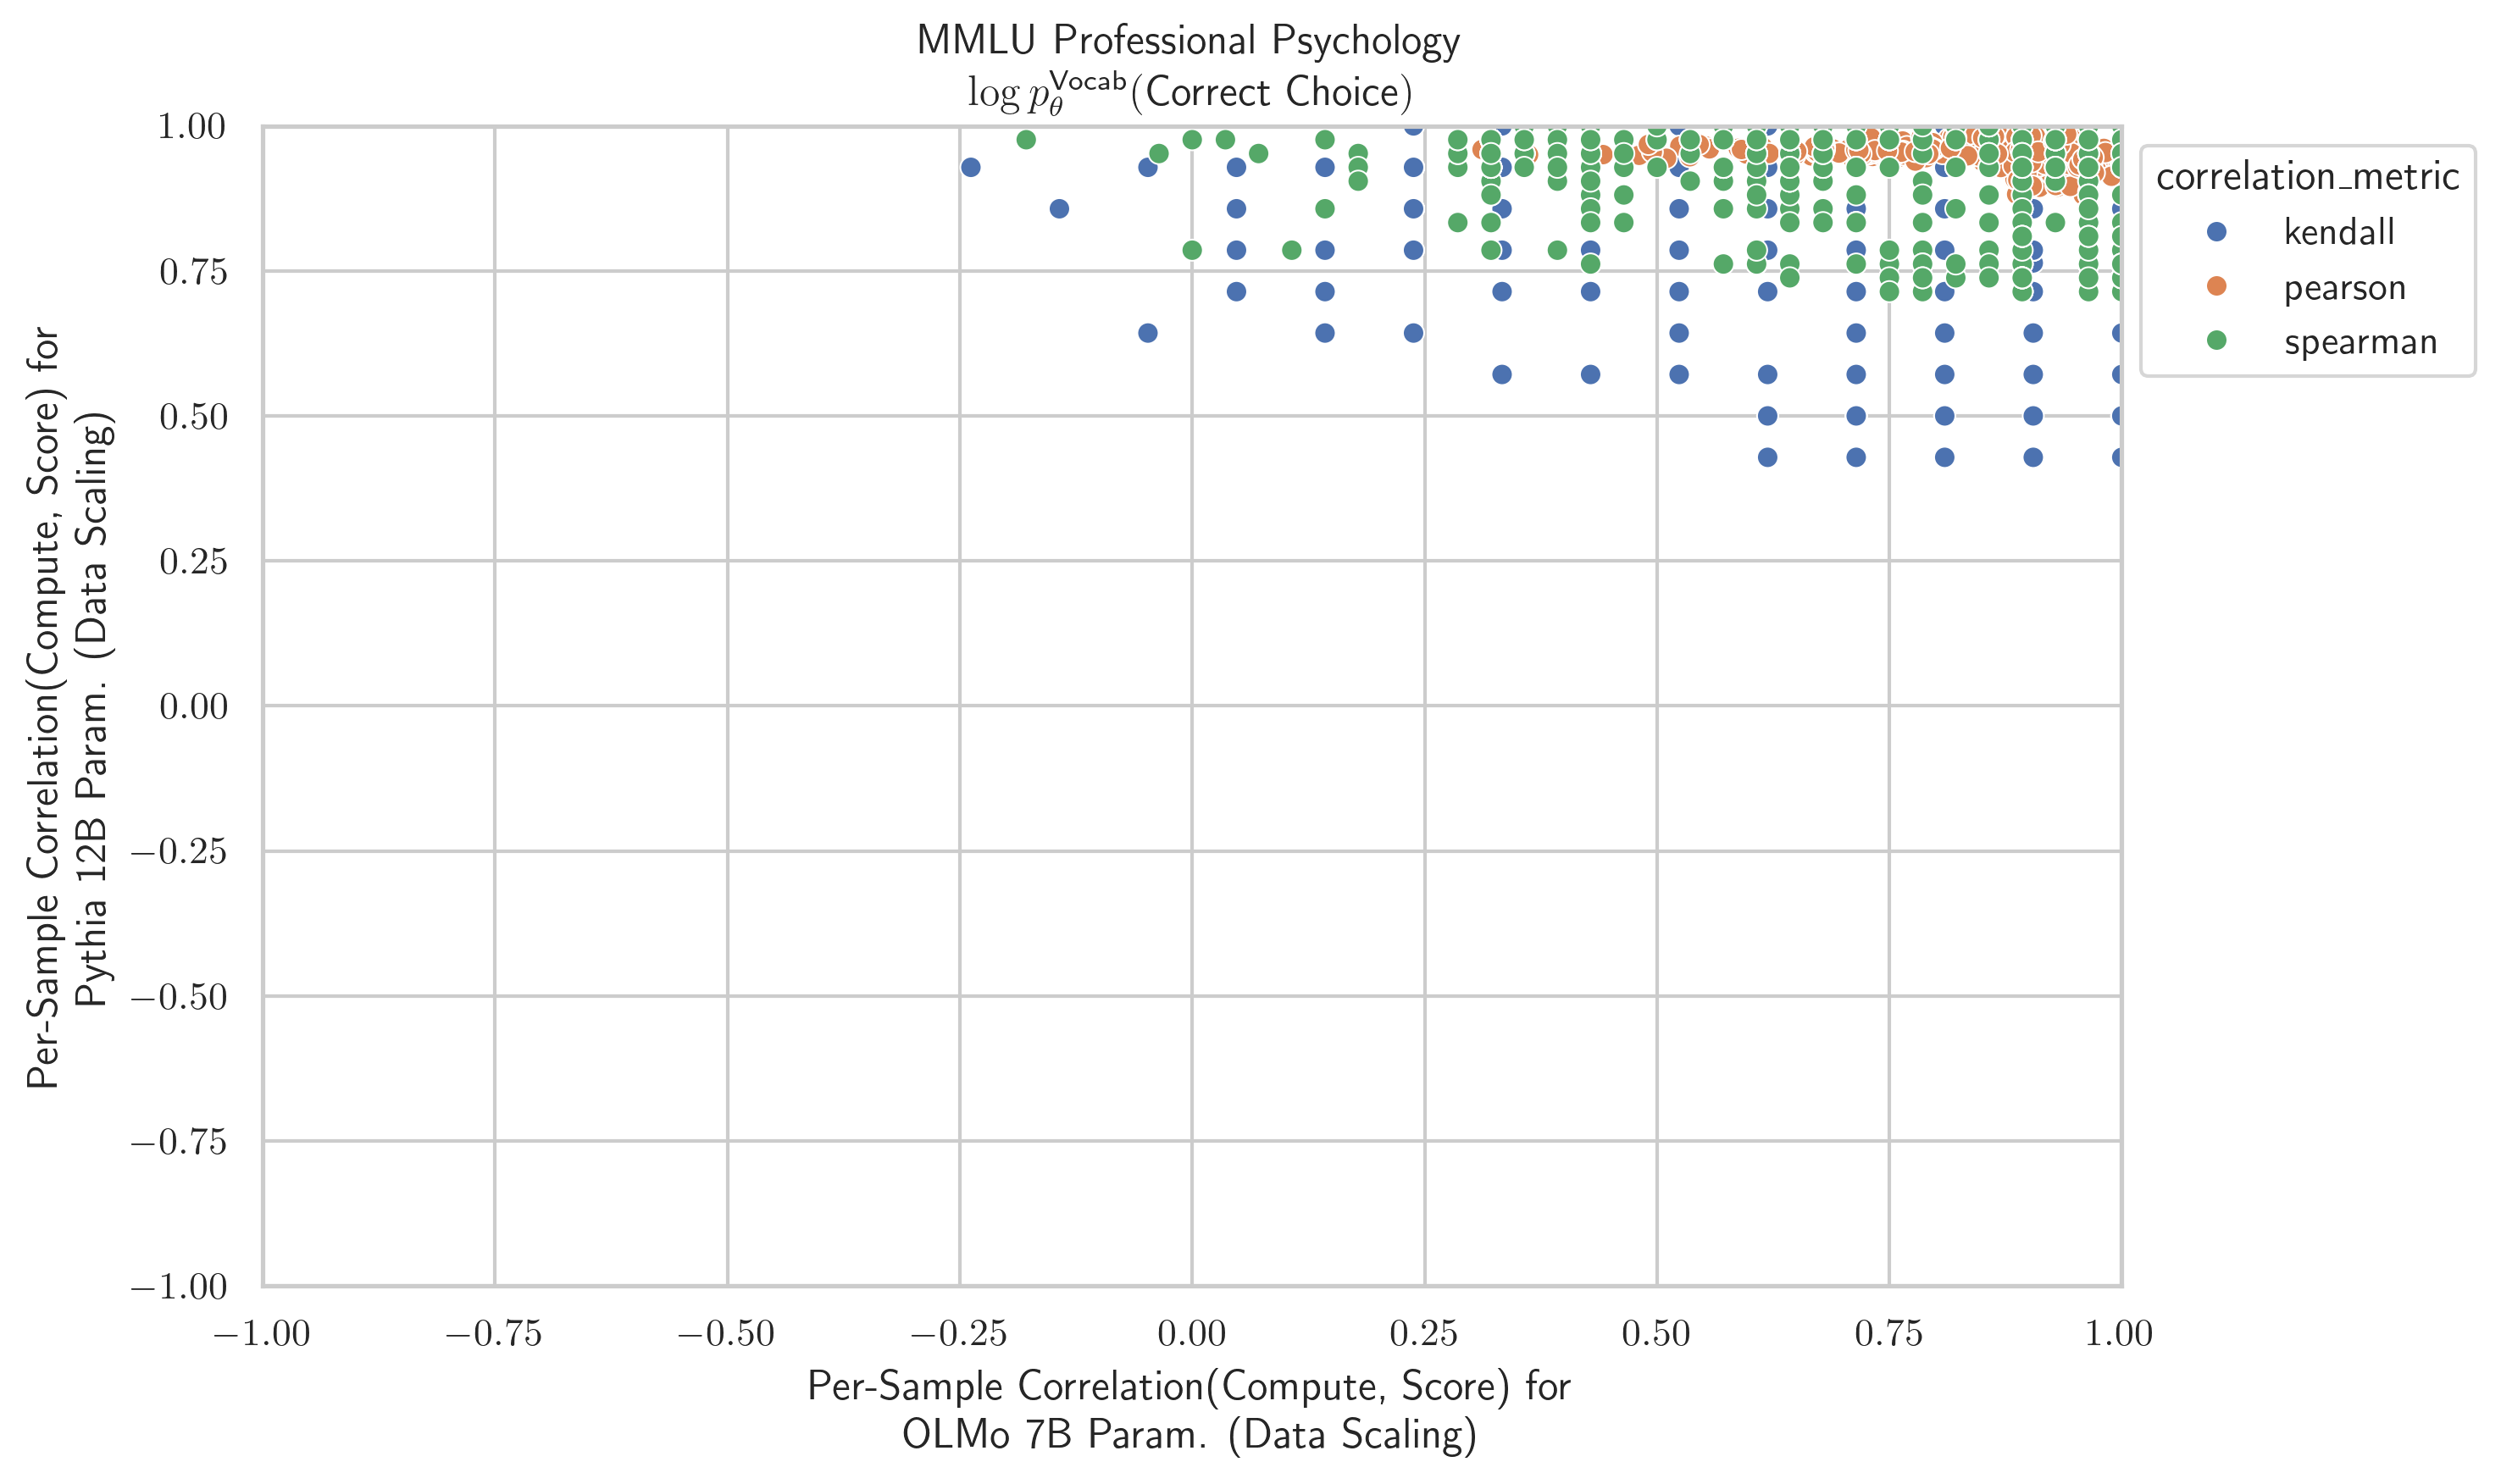 MMLU Professional Psychology
log p_θ^Vocab(Correct Choice)
Per-Sample Correlation(Compute, Score) for
Pythia 12B Param. (Data Scaling)
1.00
0.75
0.50
0.25
0.00
−0.25
−0.50
−0.75
−1.00
−1.00 −0.75 −0.50 −0.25 0.00 0.25 0.50 0.75 1.00
Per-Sample Correlation(Compute, Score) for
OLMo 7B Param. (Data Scaling)
correlation_metric
kendall
pearson
spearman